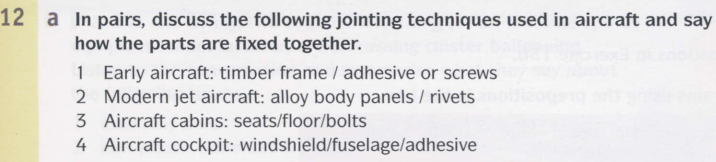 12 a In pairs, discuss the following jointing techniques used in aircraft and say
how the parts are fixed together.
1 Early aircraft: timber frame / adhesive or screws
2 Modern jet aircraft: alloy body panels / rivets
3 Aircraft cabins: seats/floor/bolts
4 Aircraft cockpit: windshield/fuselage/adhesive